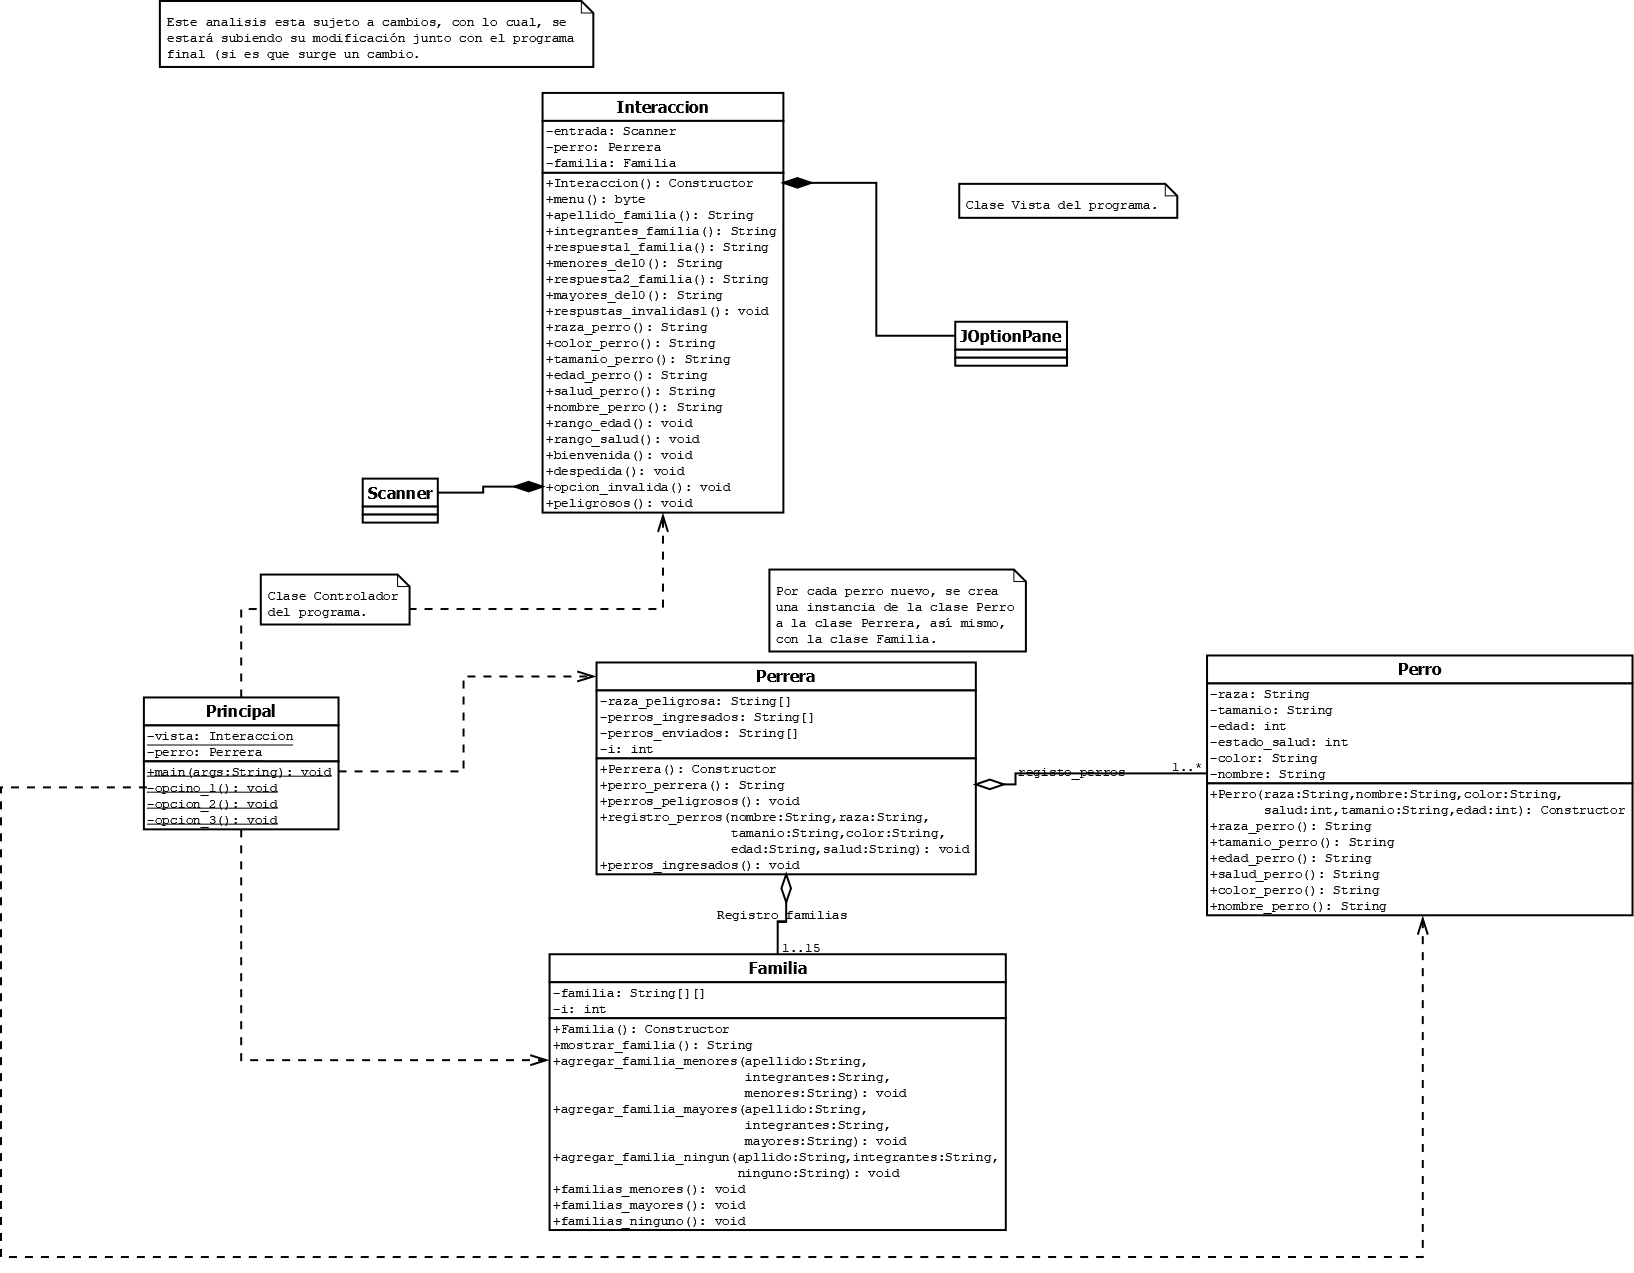 Este analisis esta sujeto a cambios, con lo cual, se
estará subiendo su modificación junto con el programa
final (si es que surge un cambio.
Interaccion
-entrada: Scanner
-perro: Perrera
-familia: Familia
+Interaccion(): Constructor
+menu(): byte
+apellido_familia(): String
+integrantes_familia(): String
+respuesta1_familia(): String
+menores_de10(): String
+respuesta2_familia(): String
+mayores_de10(): String
+respustas_invalidas1(): void
+raza_perro(): String
+color_perro(): String
+tamanio_perro(): String
+edad_perro(): String
+salud_perro(): String
+nombre_perro(): String
+rango_edad(): void
+rango_salud(): void
+bienvenida(): void
+despedida(): void
+opcion_invalida(): void
+peligrosos(): void
Clase Vista del programa.
JOptionPane
Scanner
Clase Controlador
del programa.
Por cada perro nuevo, se crea
una instancia de la clase Perro
a la clase Perrera, así mismo,
con la clase Familia.
Principal
-vista: Interaccion
-perro: Perrera
+main(args:String): void
-opcino_1(): void
-opcion_2(): void
-opcion_3(): void
Perrera
-raza_peligrosa: String[]
-perros_ingresados: String[]
-perros_enviados: String[]
-i: int
+Perrera(): Constructor
+perro_perrera(): String
+perros_peligrosos(): void
+registro_perros(nombre:String,raza:String,
tamanio:String,color:String,
edad:String,salud:String): void
+perros_ingresados(): void
registo_perros
1..*
Perro
-raza: String
-tamanio: String
-edad: int
-estado_salud: int
-color: String
-nombre: String
+Perro(raza:String,nombre:String,color:String,
salud:int,tamanio:String,edad:int): Constructor
+raza_perro(): String
+tamanio_perro(): String
+edad_perro(): String
+salud_perro(): String
+color_perro(): String
+nombre_perro(): String
Registro_familias
1..15
Familia
-familia: String[][]
-i: int
+Familia(): Constructor
+mostrar_familia(): String
+agregar_familia_menores(apellido:String,
integrantes:String,
menores:String): void
+agregar_familia_mayores(apellido:String,
integrantes:String,
mayores:String): void
+agregar_familia_ningun(apllido:String,integrantes:String,
ninguno:String): void
+familias_menores(): void
+familias_mayores(): void
+familias_ninguno(): void